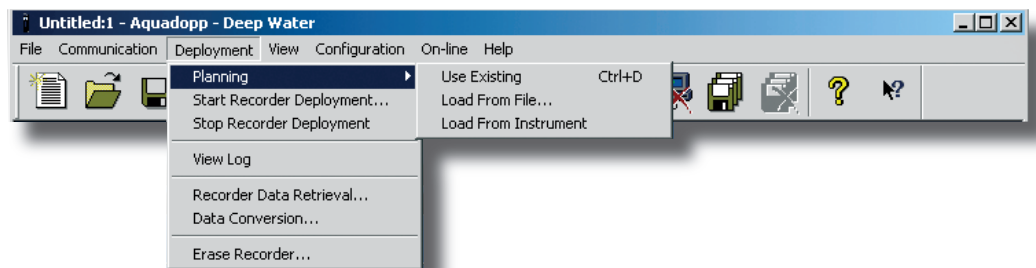 Untitled:1 - Aquadopp - Deep Water
File Communication Deployment View Configuration On-line Help
Planning
Start Recorder Deployment...
Stop Recorder Deployment
View Log
Recorder Data Retrieval...
Data Conversion...
Erase Recorder...
Use Existing Ctrl+D
Load From File...
Load From Instrument